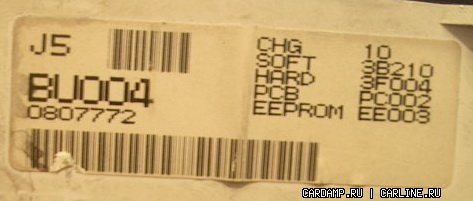 J5
BU004
0807772
CHG 10
SOFT 3B210
HARD 3F004
PCB PC002
EEPROM EE003
CARDAMP.RU | CARLINE.RU